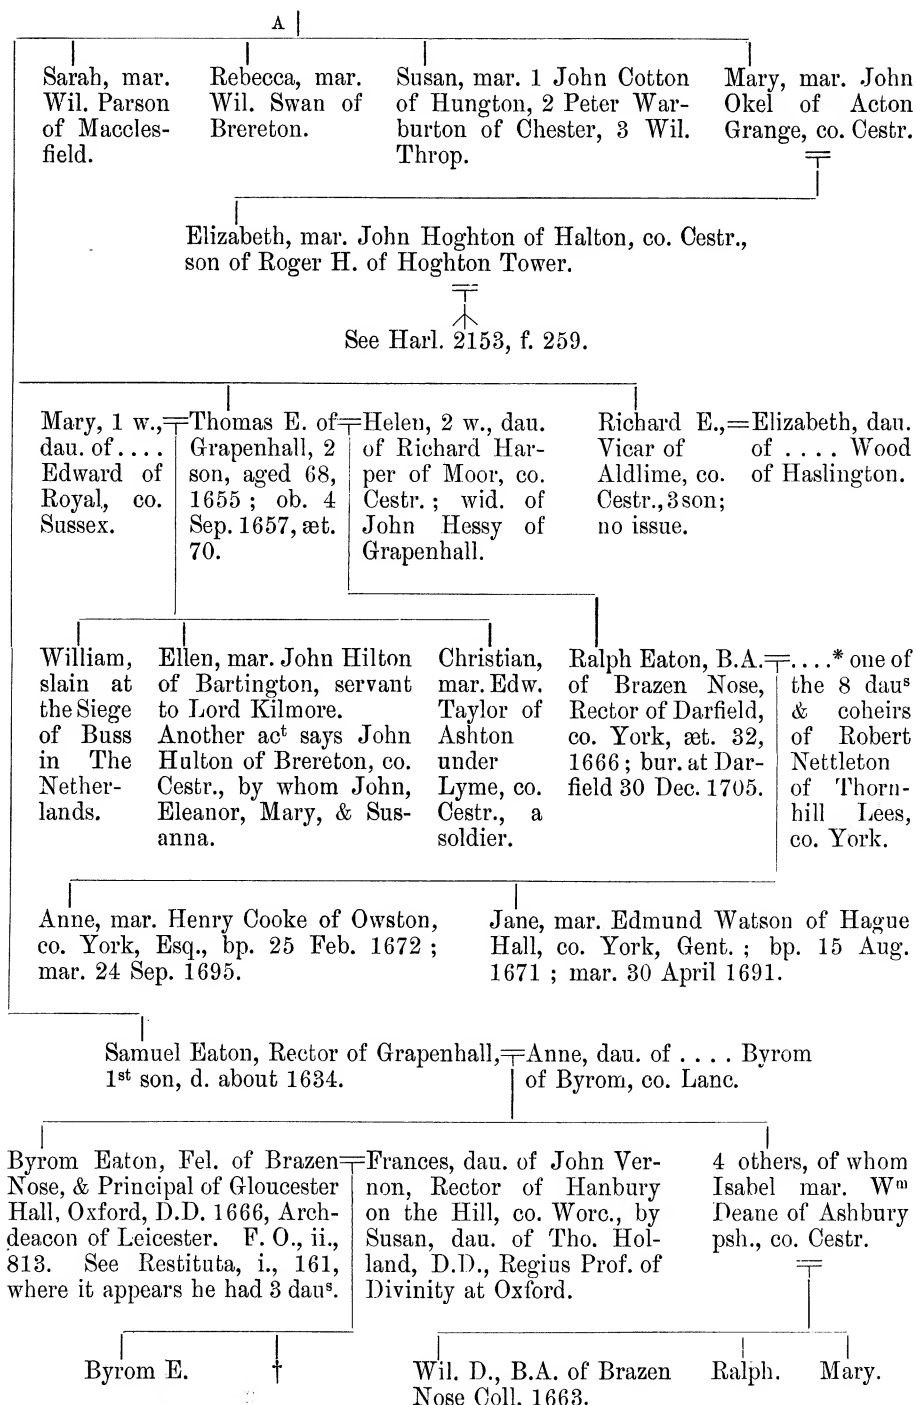 A
Sarah, mar.
Wil. Parson
of Maccles-
field.
Rebecca, mar.
Wil. Swan of
Brereton.
Susan, mar. 1 John Cotton
of Hungton, 2 Peter War-
burton of Chester, 3 Wil.
Throp.
Mary, mar. John
Okel of Acton
Grange, co. Cestr.
Elizabeth, mar. John Hoghton of Halton, co. Cestr.,
son of Roger H. of Hoghton Tower.
See Harl. 2153, f. 259.
Mary, 1 w.,
dau. of . . . .
Edward of
Royal, co.
Sussex.
Thomas E. of
Grapenhall, 2
son, aged 68,
1655 ; ob. 4
Sep. 1657, æt.
70.
Helen, 2 w., dau.
of Richard Har-
per of Moor, co.
Cestr. ; wid. of
John Hessy of
Grapenhall.
Richard E.,
Vicar of
Aldlime, co.
Cestr., 3 son;
no issue.
=Elizabeth, dau.
of . . . . Wood
of Haslington.
William,
slain at
the Siege
of Buss
in The
Nether-
lands.
Ellen, mar. John Hilton
of Bartington, servant
to Lord Kilmore.
Another acᵗ says John
Hulton of Brereton, co.
Cestr., by whom John,
Eleanor, Mary, & Sus-
anna.
Christian,
mar. Edw.
Taylor of
Ashton
under
Lyme, co.
Cestr., a
soldier.
Ralph Eaton, B.A.
of Brazen Nose,
Rector of Darfield,
co. York, æt. 32,
1666 ; bur. at Dar-
field 30 Dec. 1705.
. . . .* one of
the 8 dauˢ
& coheirs
of Robert
Nettleton
of Thorn-
hill Lees,
co. York.
Anne, mar. Henry Cooke of Owston,
co. York, Esq., bp. 25 Feb. 1672 ;
mar. 24 Sep. 1695.
Jane, mar. Edmund Watson of Hague
Hall, co. York, Gent. ; bp. 15 Aug.
1671 ; mar. 30 April 1691.
Samuel Eaton, Rector of Grapenhall,
1ˢᵗ son, d. about 1634.
Anne, dau. of . . . . Byrom
of Byrom, co. Lanc.
Byrom Eaton, Fel. of Brazen
Nose, & Principal of Gloucester
Hall, Oxford, D.D. 1666, Arch-
deacon of Leicester. F. O., ii.,
813. See Restituta, i., 161,
where it appears he had 3 dauˢ.
Frances, dau. of John Ver-
non, Rector of Hanbury
on the Hill, co. Worc., by
Susan, dau. of Tho. Hol-
land, D.D., Regius Prof. of
Divinity at Oxford.
4 others, of whom
Isabel mar. Wᵐ
Deane of Ashbury
psh., co. Cestr.
Byrom E.
†
Wil. D., B.A. of Brazen
Nose Coll. 1663.
Ralph.
Mary.